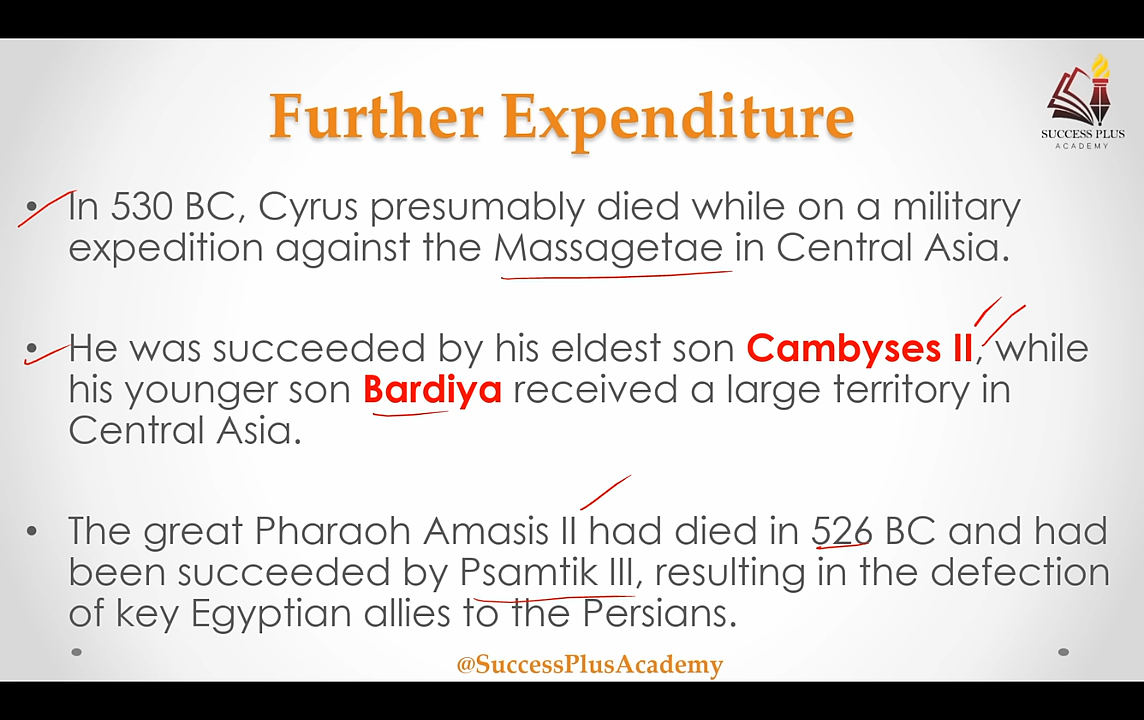 Further Expenditure
SUCCESS PLUS
ACADEMY
• In 530 BC, Cyrus presumably died while on a military
expedition against the Massagetae in Central Asia.
• He was succeeded by his eldest son Cambyses II, while
his younger son Bardiya received a large territory in
Central Asia.
• The great Pharaoh Amasis II had died in 526 BC and had
been succeeded by Psamtik III, resulting in the defection
of key Egyptian allies to the Persians.
@SuccessPlusAcademy